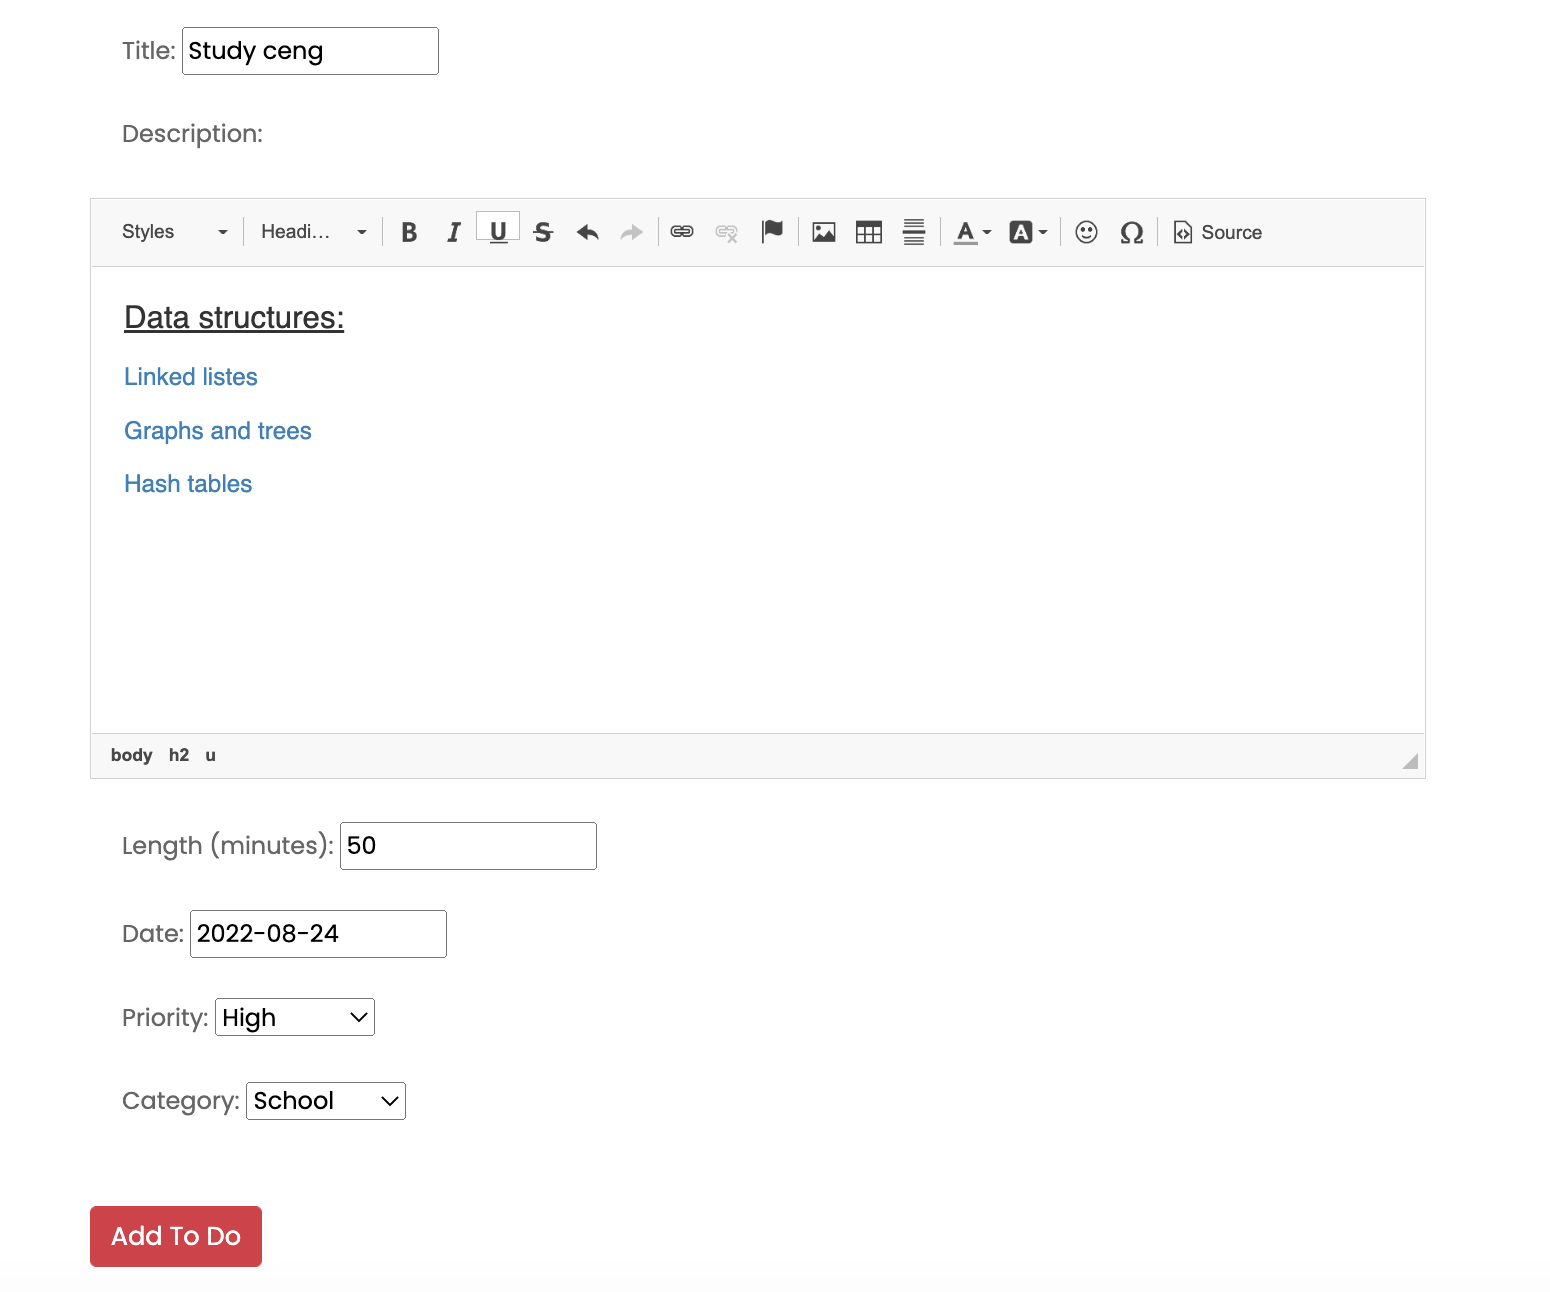 Title: Study ceng
Description:
Styles Headi... B I U S A A Ω Source
Data structures:
Linked listes
Graphs and trees
Hash tables
body h2 u
Length (minutes): 50
Date: 2022-08-24
Priority: High
Category: School
Add To Do